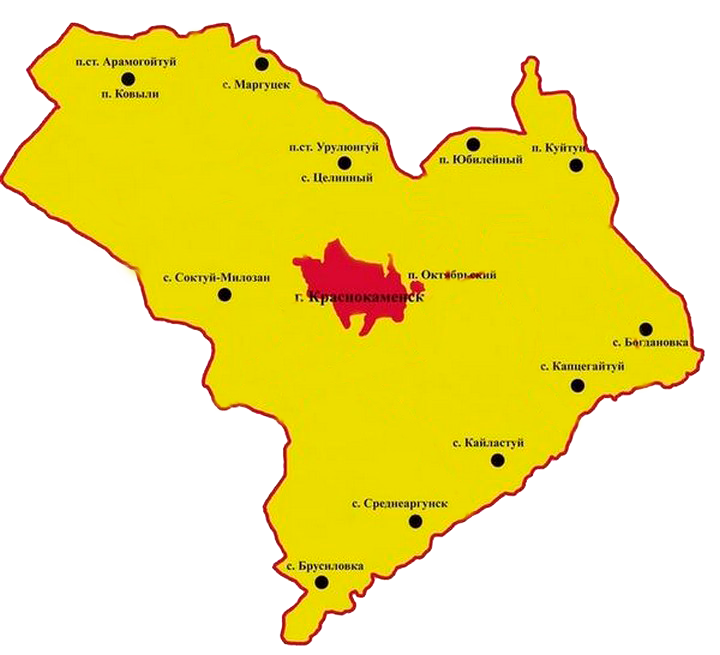 п.ст. Арамогойтуй
п. Ковыли
с. Маргуцек
п.ст. Урулюнгуй
с. Целинный
п. Юбилейный
п. Куйтун
с. Соктуй-Милозан
п. Октябрьский
г. Краснокаменск
с. Богдановка
с. Капцегайтуй
с. Кайластуй
с. Среднеаргунск
с. Брусиловка